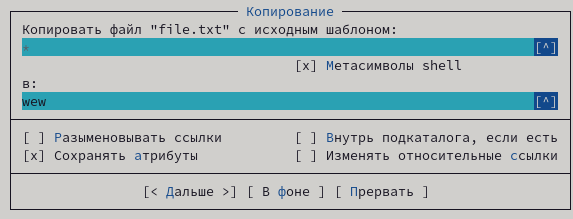 Копирование
Копировать файл "file.txt" с исходным шаблоном:
* [^]
[x] Метасимволы shell
в:
wew [^]
[ ] Разыменовывать ссылки [ ] Внутрь подкаталога, если есть
[x] Сохранять атрибуты [ ] Изменять относительные ссылки
[< Дальше >] [ В фоне ] [ Прервать ]